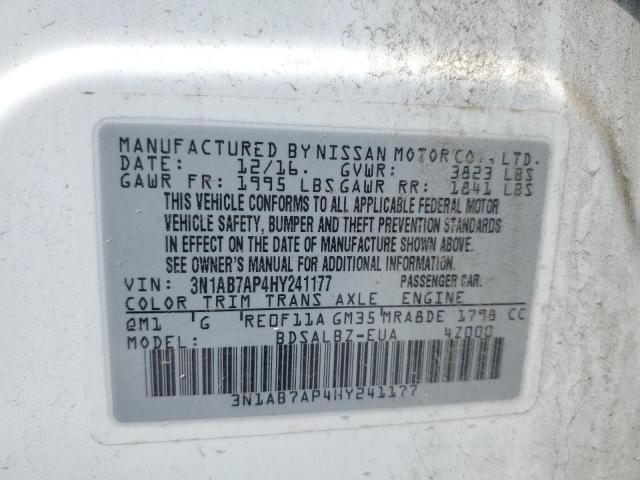 MANUFACTURED BY NISSAN MOTOR CO., LTD.
DATE: 12/16. GVWR: 3823 LBS
GAWR FR: 1995 LBS GAWR RR: 1841 LBS
THIS VEHICLE CONFORMS TO ALL APPLICABLE FEDERAL MOTOR
VEHICLE SAFETY, BUMPER AND THEFT PREVENTION STANDARDS
IN EFFECT ON THE DATE OF MANUFACTURE SHOWN ABOVE.
SEE OWNER'S MANUAL FOR ADDITIONAL INFORMATION.
VIN: 3N1AB7AP4HY241177 PASSENGER CAR
COLOR TRIM TRANS AXLE ENGINE
QM1 G RE0F11A GM35 MRA8DE 1798 CC
MODEL: BDSALBZ-EUA 4Z000
3N1AB7AP4HY241177